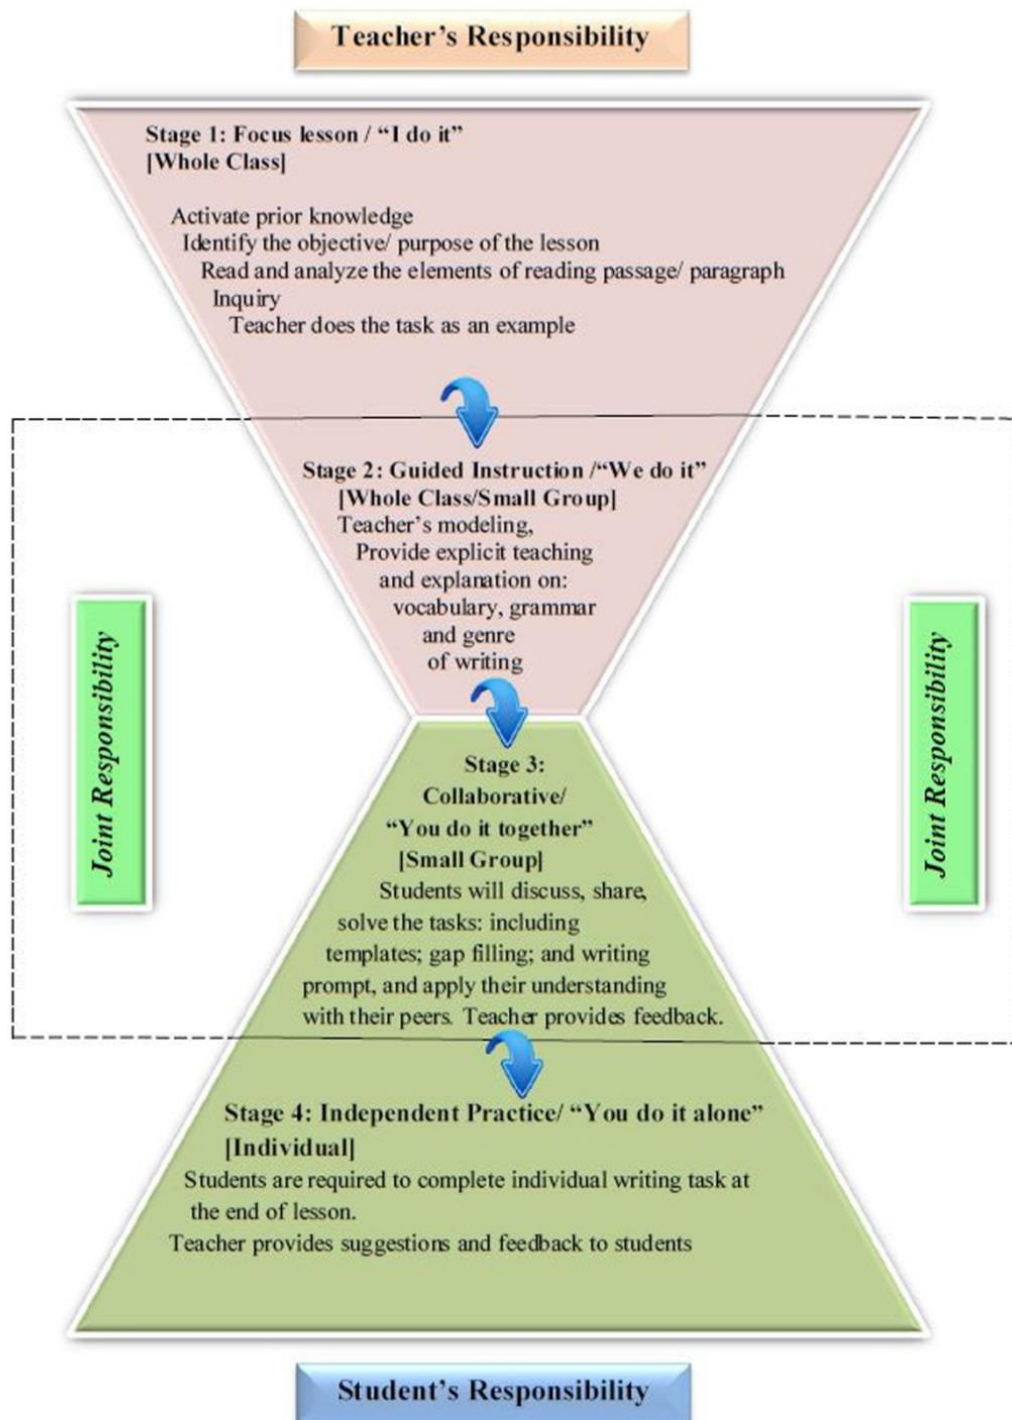 Teacher's Responsibility
Stage 1: Focus lesson / “I do it”
[Whole Class]
Activate prior knowledge
Identify the objective/ purpose of the lesson
Read and analyze the elements of reading passage/ paragraph
Inquiry
Teacher does the task as an example
Stage 2: Guided Instruction /“We do it”
[Whole Class/Small Group]
Teacher's modeling,
Provide explicit teaching
and explanation on:
vocabulary, grammar
and genre
of writing
Joint Responsibility
Joint Responsibility
Stage 3:
Collaborative/
“You do it together”
[Small Group]
Students will discuss, share,
solve the tasks: including
templates; gap filling; and writing
prompt, and apply their understanding
with their peers. Teacher provides feedback.
Stage 4: Independent Practice/ “You do it alone”
[Individual]
Students are required to complete individual writing task at
the end of lesson.
Teacher provides suggestions and feedback to students
Student's Responsibility